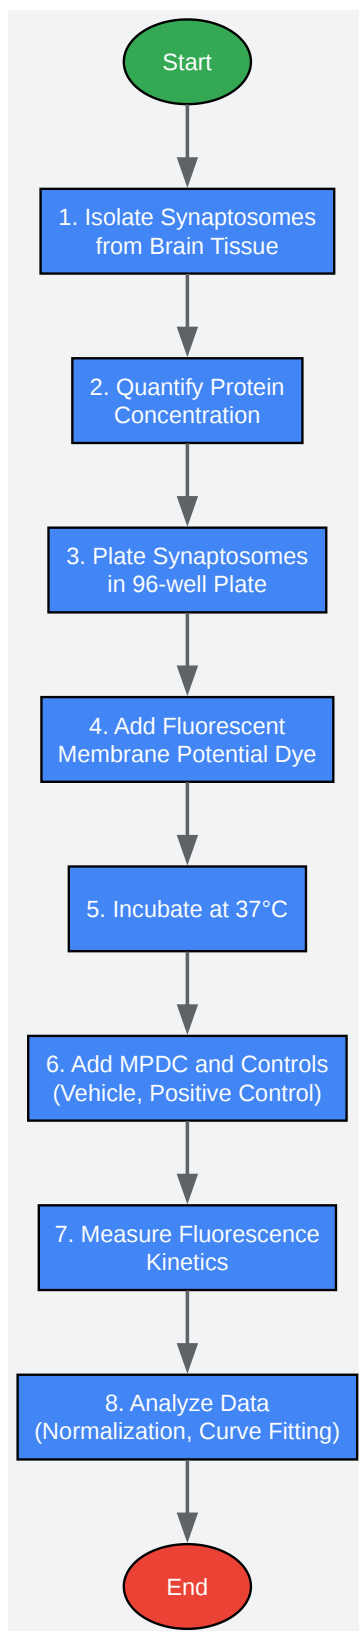 Start
1. Isolate Synaptosomes
from Brain Tissue
2. Quantify Protein
Concentration
3. Plate Synaptosomes
in 96-well Plate
4. Add Fluorescent
Membrane Potential Dye
5. Incubate at 37°C
6. Add MPDC and Controls
(Vehicle, Positive Control)
7. Measure Fluorescence
Kinetics
8. Analyze Data
(Normalization, Curve Fitting)
End